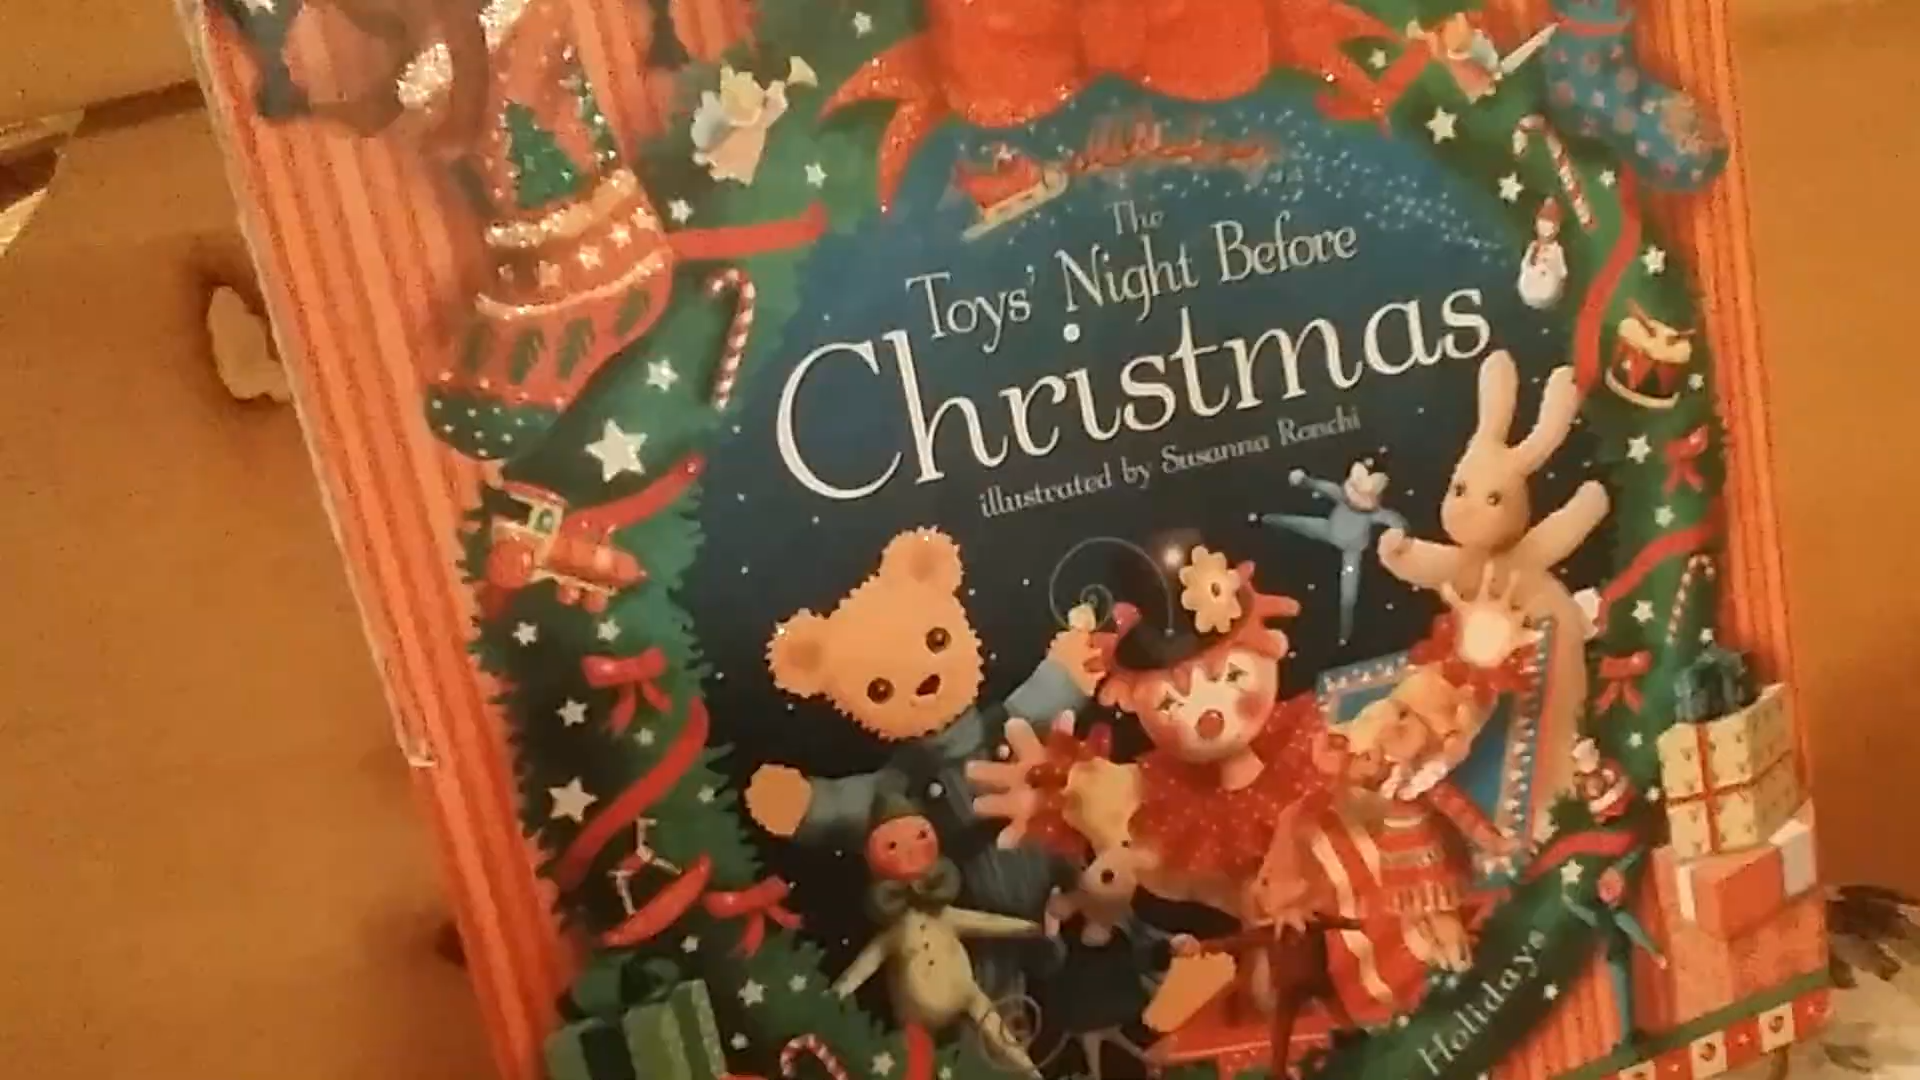 The
Toys' Night Before
Christmas
illustrated by Susanna Ronchi
Holidays